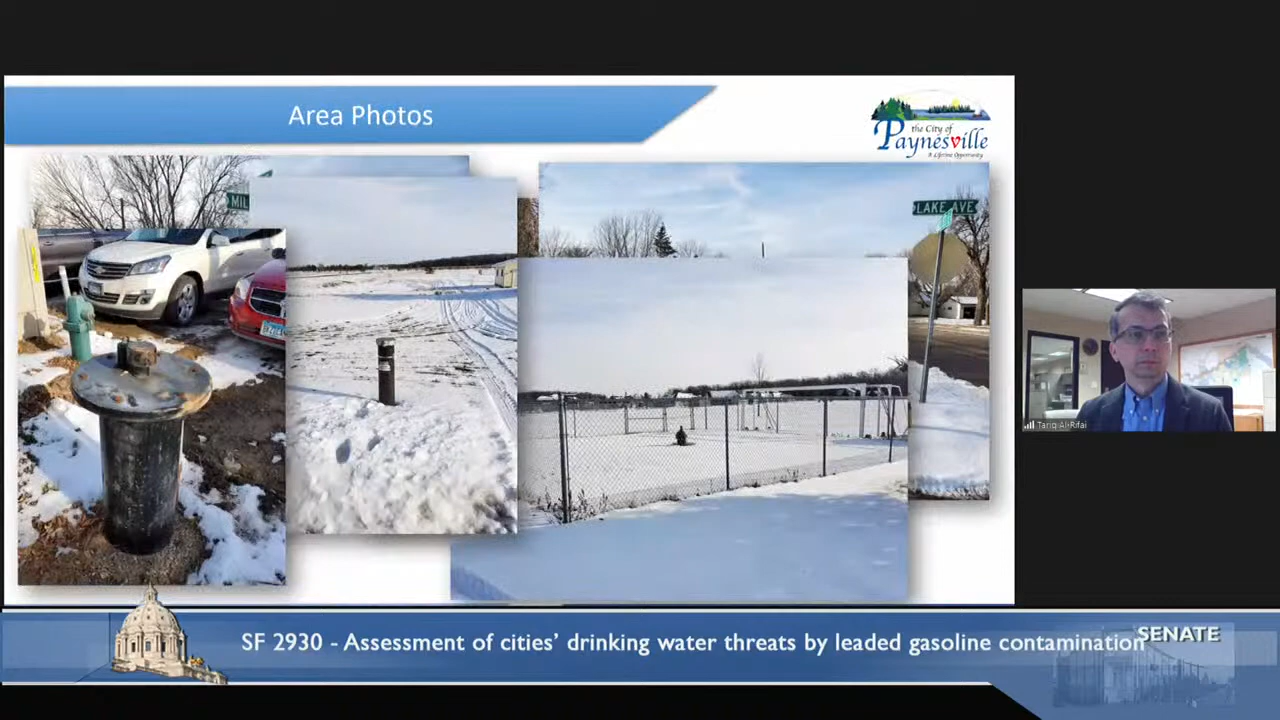 Area Photos
the City of
Paynesville
A Lifetime Opportunity
MIL
LAKE AVE
Tariq Al-Rifai
SF 2930 - Assessment of cities’ drinking water threats by leaded gasoline contamination
SENATE